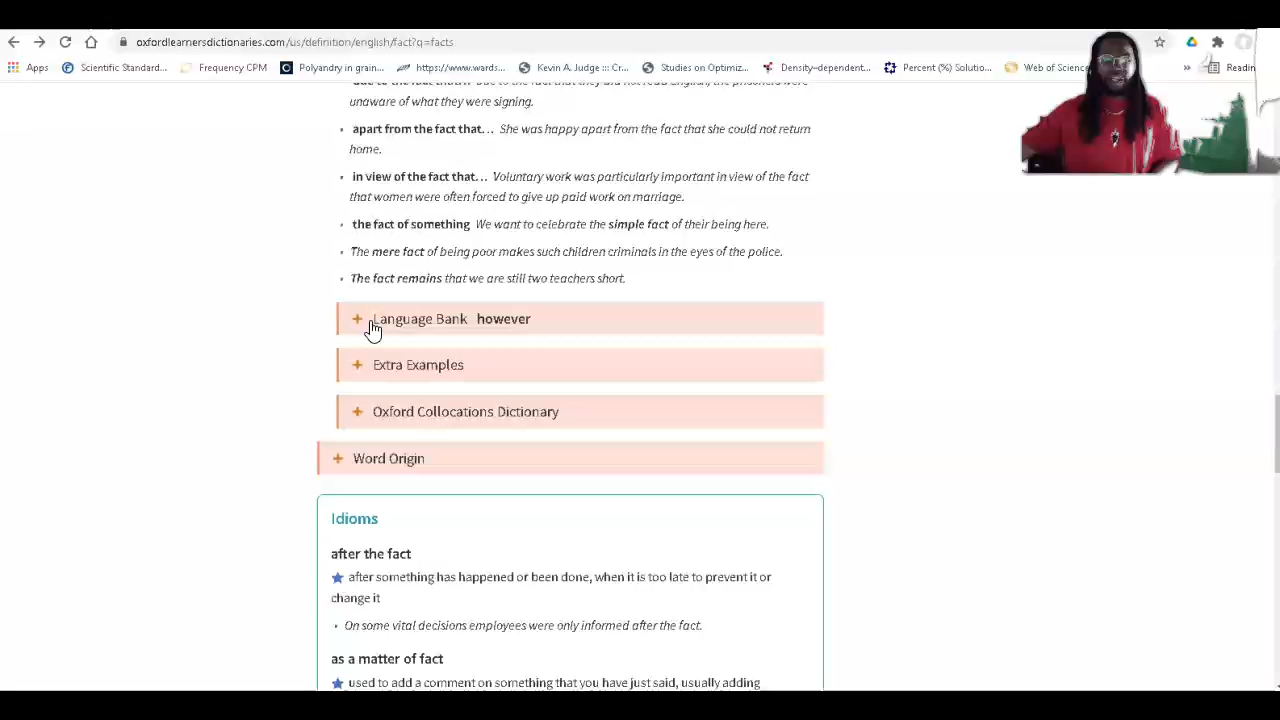 oxfordlearnersdictionaries.com/us/definition/english/fact?q=facts
Apps Scientific Standard... Frequency CPM Polyandry in grain... https://www.wards... Kevin A. Judge ::: Cr... Studies on Optimiz... Density-dependent... Percent (%) Solutio... Web of Scienc » Readin
unaware of what they were signing.
• apart from the fact that… She was happy apart from the fact that she could not return
home.
• in view of the fact that… Voluntary work was particularly important in view of the fact
that women were often forced to give up paid work on marriage.
• the fact of something We want to celebrate the simple fact of their being here.
• The mere fact of being poor makes such children criminals in the eyes of the police.
• The fact remains that we are still two teachers short.
+ Language Bank however
+ Extra Examples
+ Oxford Collocations Dictionary
+ Word Origin
Idioms
after the fact
★ after something has happened or been done, when it is too late to prevent it or
change it
• On some vital decisions employees were only informed after the fact.
as a matter of fact
★ used to add a comment on something that you have just said, usually adding